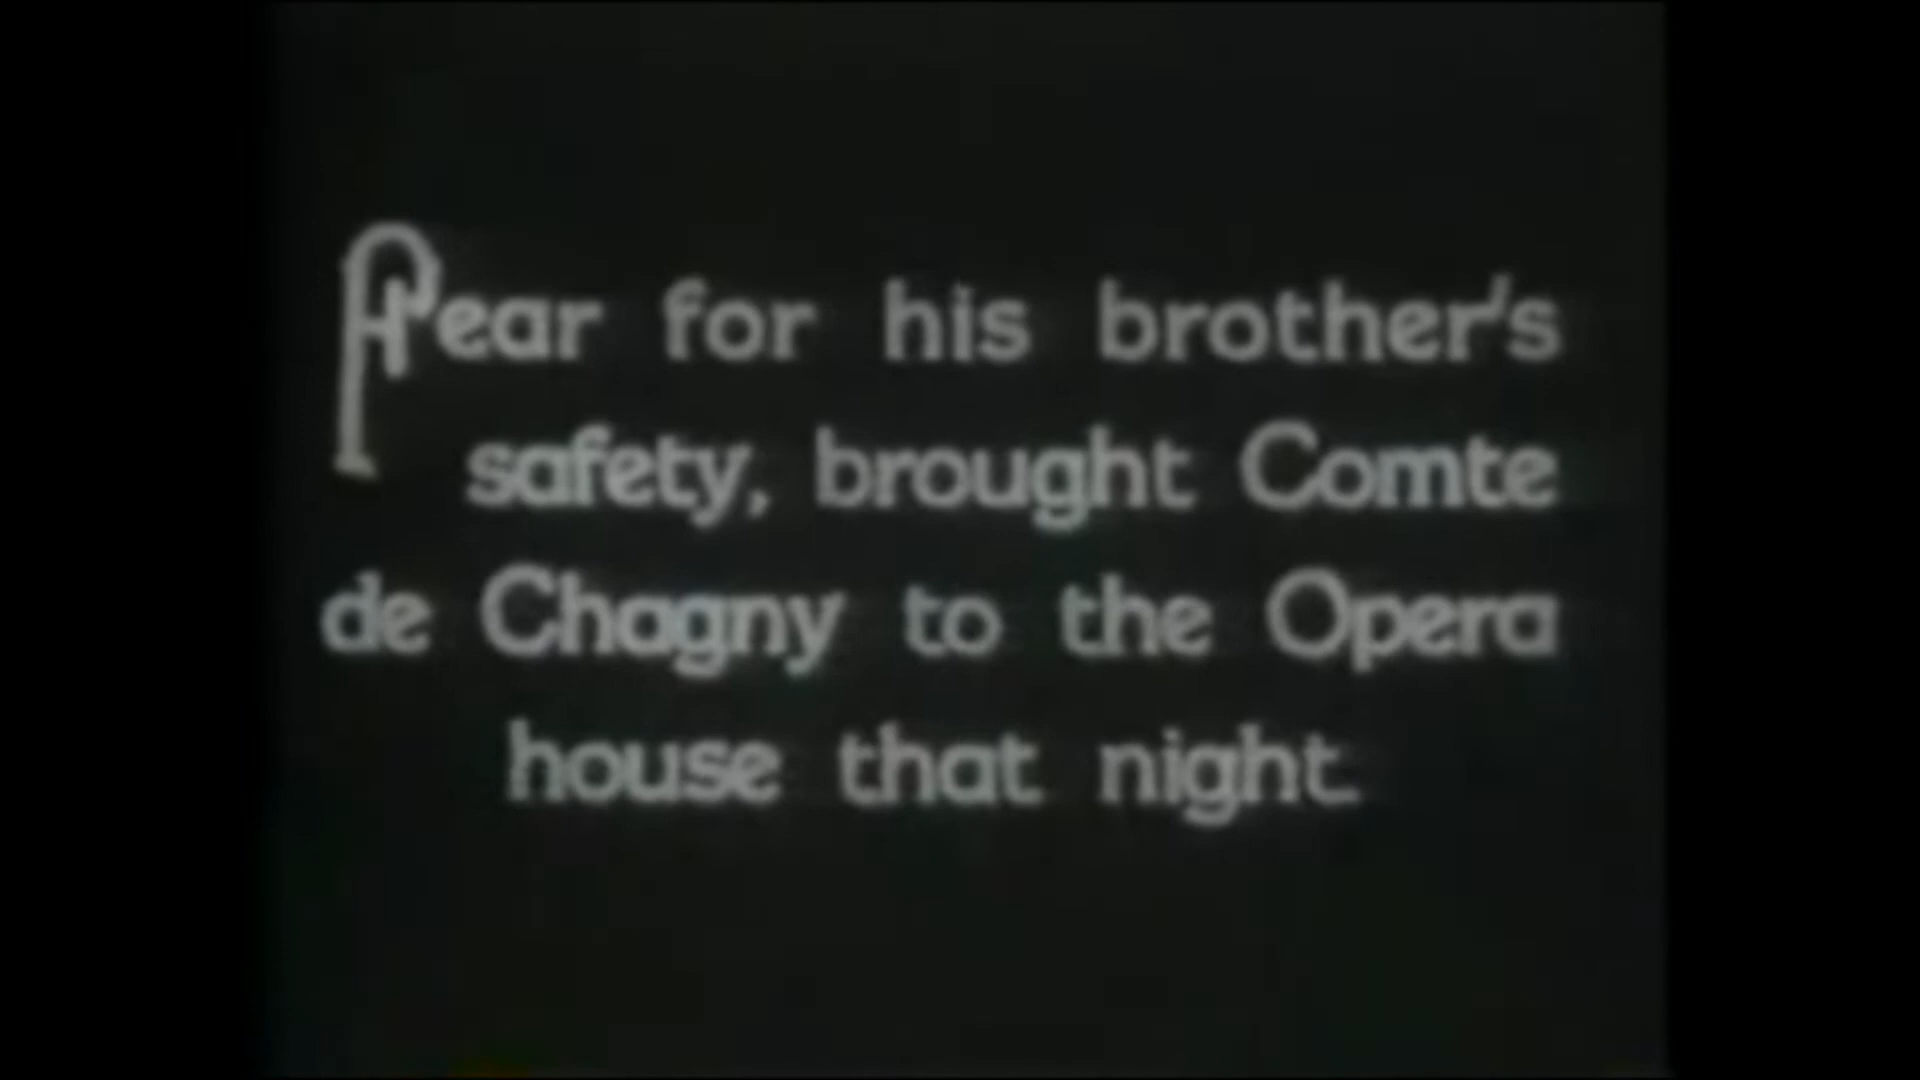 Fear for his brother's
safety, brought Comte
de Chagny to the Opera
house that night.